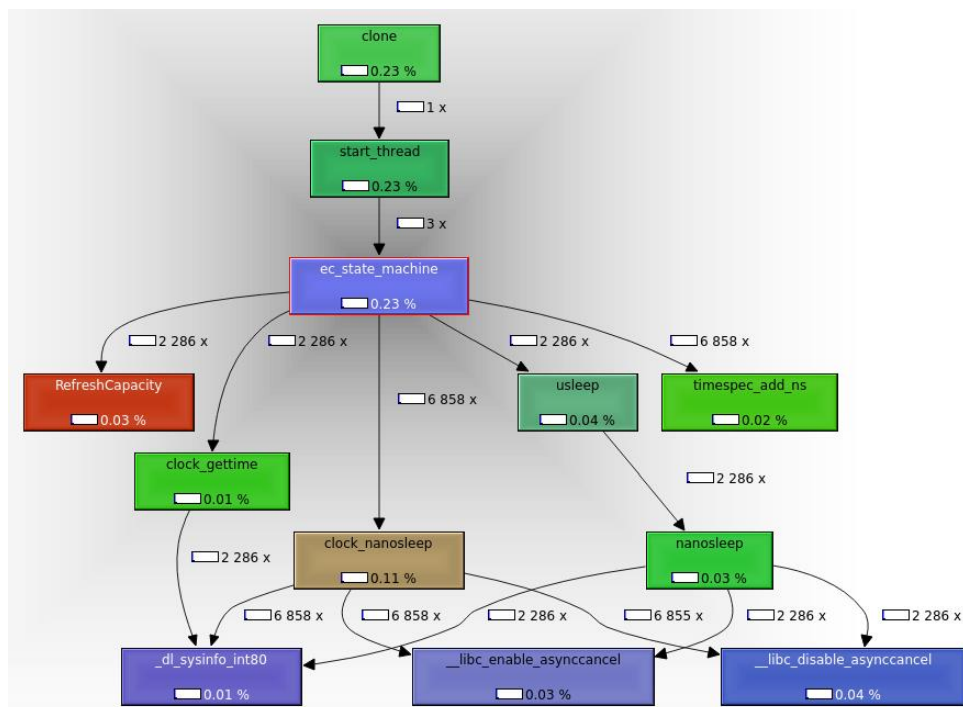 clone
0.23 %
1 x
start_thread
0.23 %
3 x
ec_state_machine
0.23 %
2 286 x
2 286 x
2 286 x
6 858 x
RefreshCapacity
0.03 %
6 858 x
usleep
0.04 %
timespec_add_ns
0.02 %
clock_gettime
0.01 %
2 286 x
clock_nanosleep
0.11 %
nanosleep
0.03 %
2 286 x
6 858 x
6 858 x
2 286 x
6 855 x
2 286 x
2 286 x
_dl_sysinfo_int80
0.01 %
__libc_enable_asynccancel
0.03 %
__libc_disable_asynccancel
0.04 %